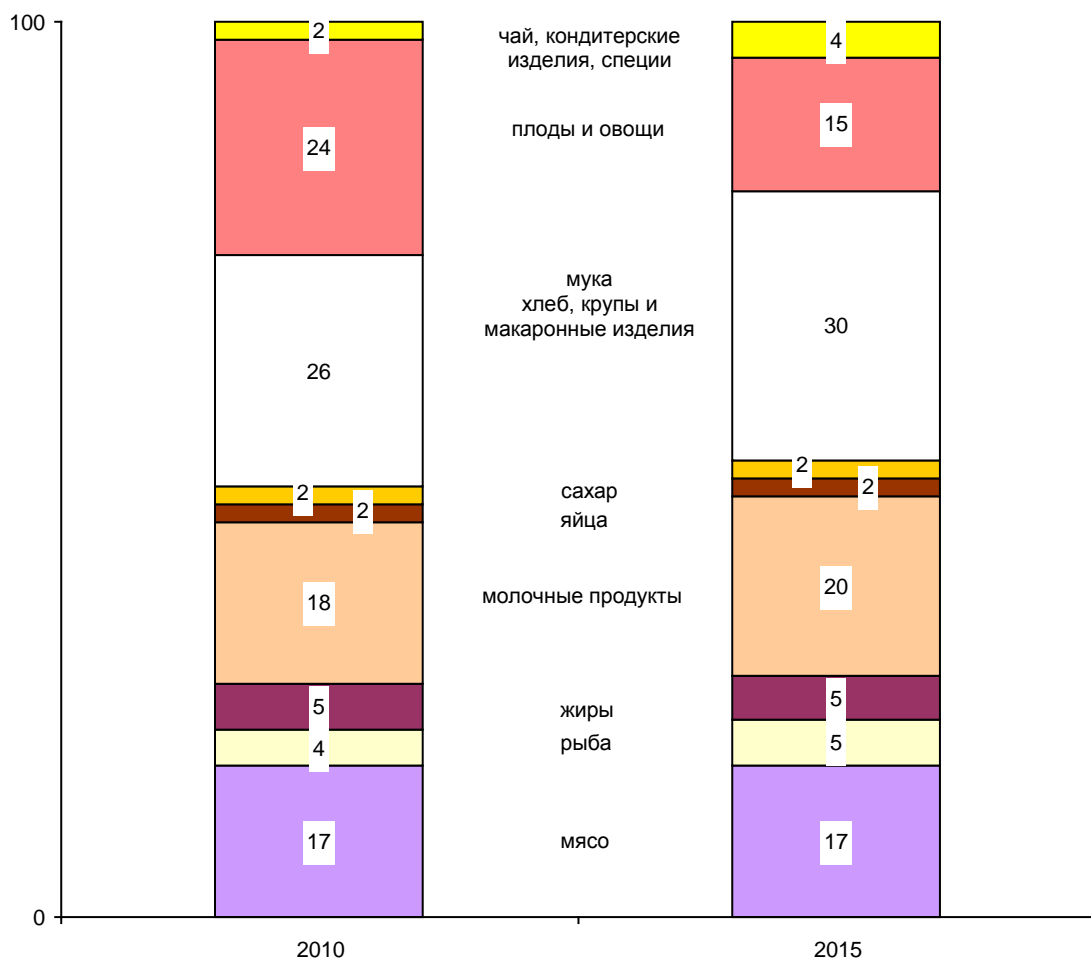 100
2
чай, кондитерские
изделия, специи
4
24
плоды и овощи
15
26
мука
хлеб, крупы и
макаронные изделия
30
2
2
сахар
яйца
2
2
18
молочные продукты
20
5
4
жиры
рыба
5
5
17
мясо
17
0
2010
2015